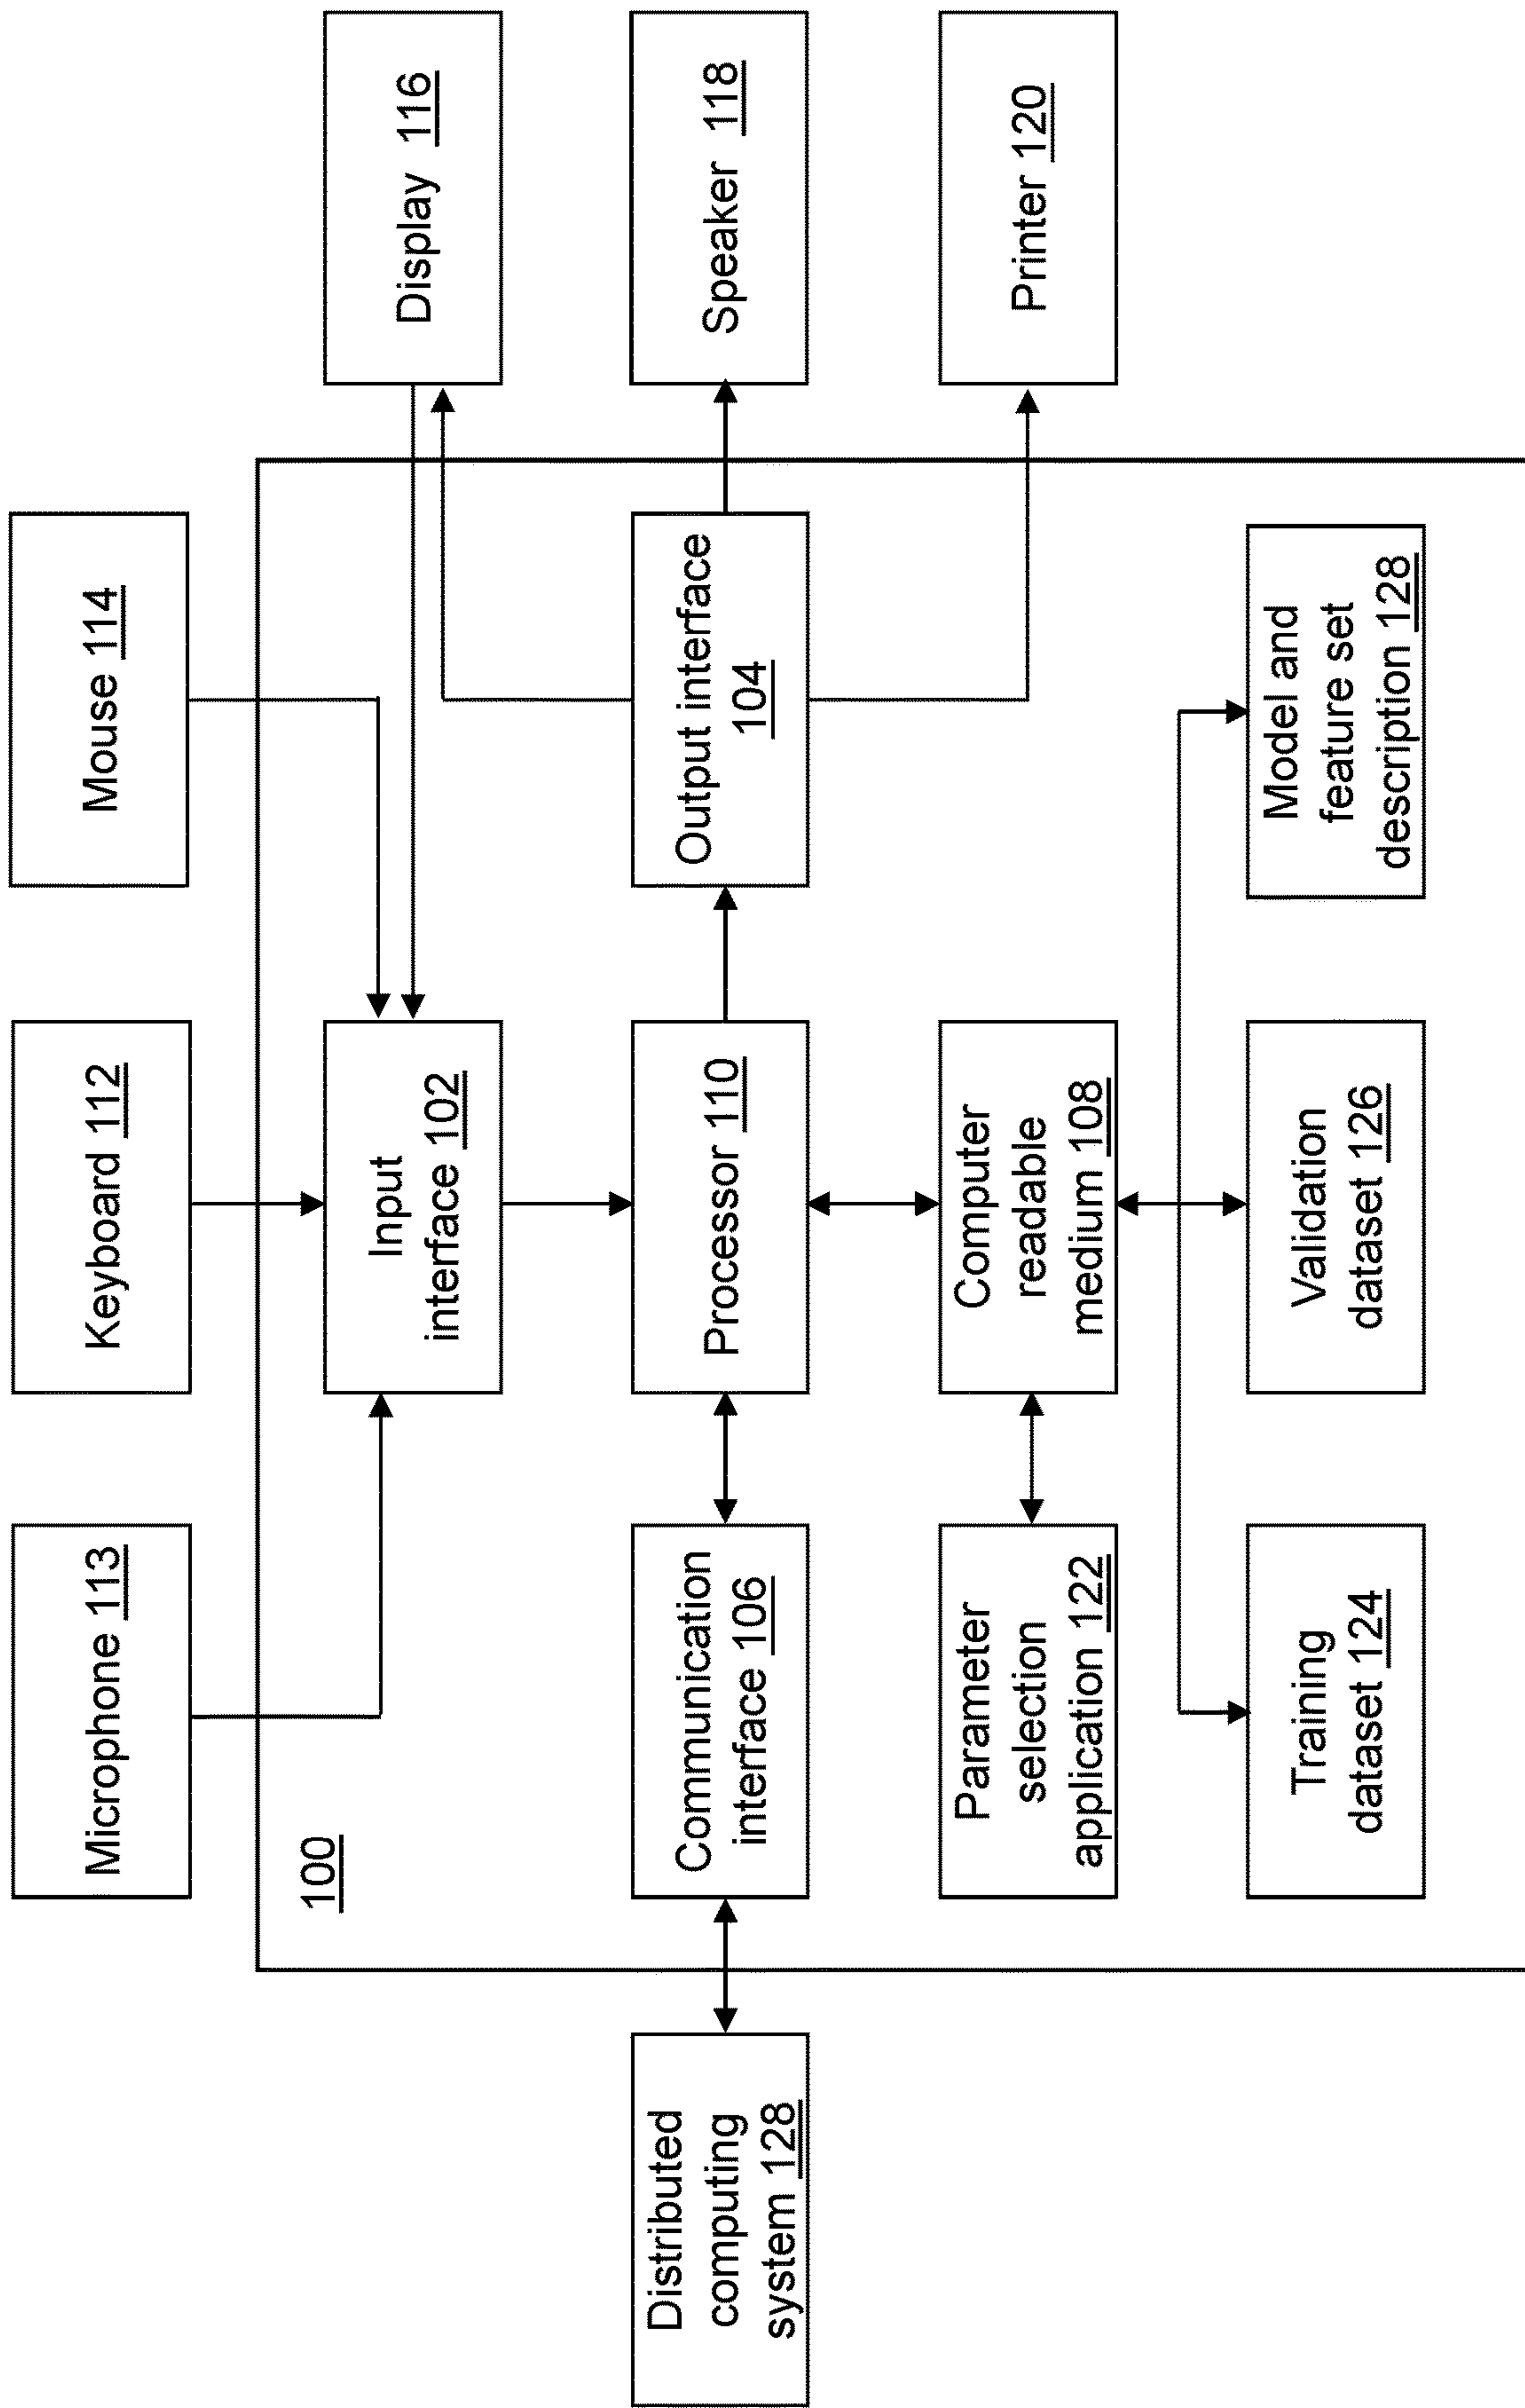 Microphone 113
Keyboard 112
Mouse 114
100
Input
interface 102
Display 116
Distributed
computing
system 128
Communication
interface 106
Processor 110
Output interface
104
Speaker 118
Parameter
selection
application 122
Computer
readable
medium 108
Printer 120
Training
dataset 124
Validation
dataset 126
Model and
feature set
description 128